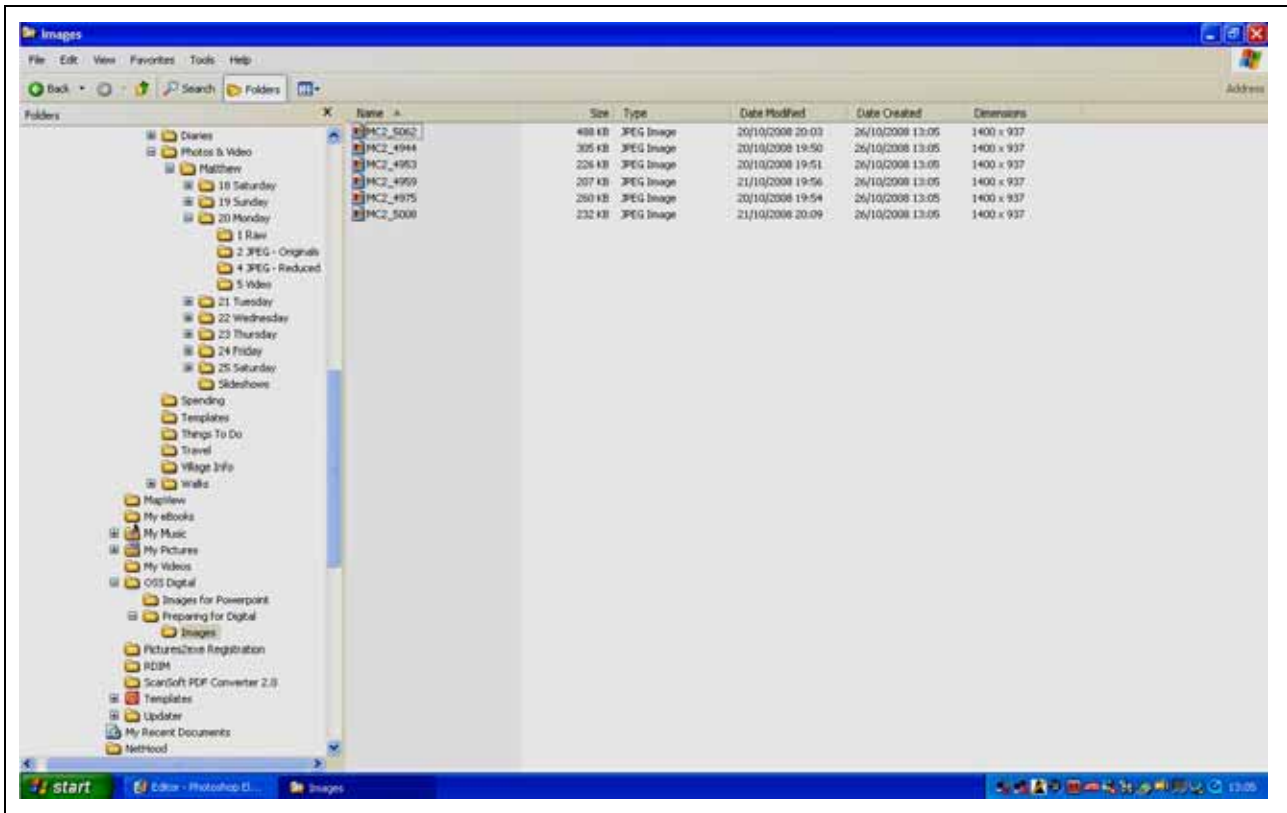 Images
File Edit View Favorites Tools Help
Back Search Folders
Address
Folders X
Name Size Type Date Modified Date Created Dimensions
MC2_5062 488 KB JPEG Image 20/10/2008 20:03 26/10/2008 13:05 1400 x 937
MC2_4944 305 KB JPEG Image 20/10/2008 19:50 26/10/2008 13:05 1400 x 937
MC2_4953 226 KB JPEG Image 20/10/2008 19:51 26/10/2008 13:05 1400 x 937
MC2_4959 207 KB JPEG Image 21/10/2008 19:56 26/10/2008 13:05 1400 x 937
MC2_4975 260 KB JPEG Image 20/10/2008 19:54 26/10/2008 13:05 1400 x 937
MC2_5008 232 KB JPEG Image 21/10/2008 20:09 26/10/2008 13:05 1400 x 937
Diaries
Photos & Video
Matthew
18 Saturday
19 Sunday
20 Monday
1 Raw
2 JPEG - Originals
4 JPEG - Reduced
5 Video
21 Tuesday
22 Wednesday
23 Thursday
24 Friday
25 Saturday
Slideshows
Spending
Templates
Things To Do
Travel
Village Info
Walks
MapView
My eBooks
My Music
My Pictures
My Videos
OSS Digital
Images for Powerpoint
Preparing for Digital
Images
Pictures2exe Registration
RDIM
ScanSoft PDF Converter 2.0
Templates
Updater
My Recent Documents
NetHood
start Editor - Photoshop El... Images 13:05